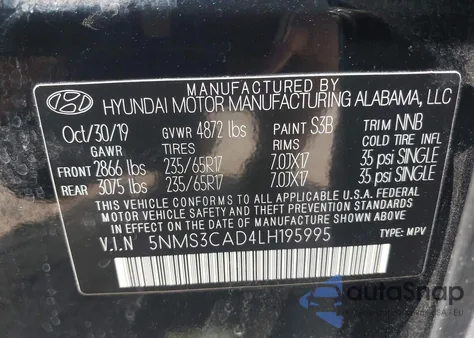 MANUFACTURED BY
HYUNDAI MOTOR MANUFACTURING ALABAMA, LLC
Oct/30/19 GVWR 4872 lbs PAINT S3B TRIM NNB
GAWR TIRES RIMS COLD TIRE INFL
FRONT 2866 lbs 235/65R17 7.0JX17 35 psi SINGLE
REAR 3075 lbs 235/65R17 7.0JX17 35 psi SINGLE
THIS VEHICLE CONFORMS TO ALL APPLICABLE U.S. FEDERAL
MOTOR VEHICLE SAFETY AND THEFT PREVENTION STANDARDS
IN EFFECT ON THE DATE OF MANUFACTURE SHOWN ABOVE.
V.I.N 5NMS3CAD4LH195995 TYPE: MPV
autoSnap